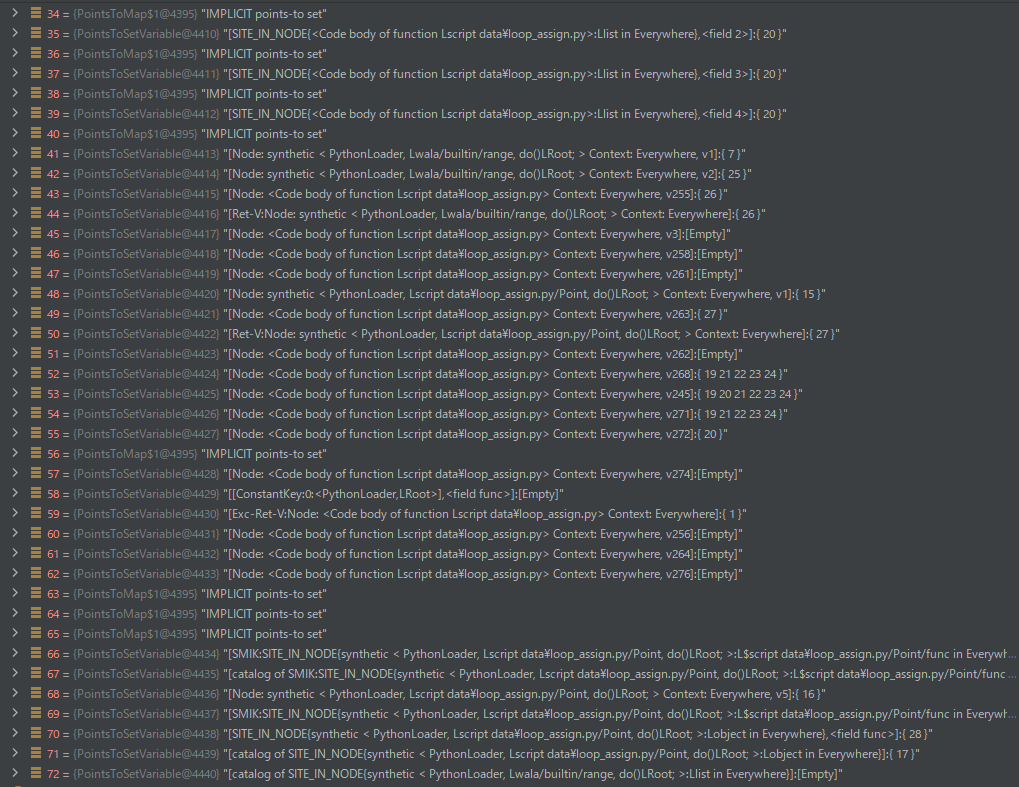 34 = {PointsToMap$1@4395} "IMPLICIT points-to set"
35 = {PointsToSetVariable@4410} "[SITE_IN_NODE{<Code body of function Lscript data¥loop_assign.py>:Llist in Everywhere},<field 2>]:{ 20 }"
36 = {PointsToMap$1@4395} "IMPLICIT points-to set"
37 = {PointsToSetVariable@4411} "[SITE_IN_NODE{<Code body of function Lscript data¥loop_assign.py>:Llist in Everywhere},<field 3>]:{ 20 }"
38 = {PointsToMap$1@4395} "IMPLICIT points-to set"
39 = {PointsToSetVariable@4412} "[SITE_IN_NODE{<Code body of function Lscript data¥loop_assign.py>:Llist in Everywhere},<field 4>]:{ 20 }"
40 = {PointsToMap$1@4395} "IMPLICIT points-to set"
41 = {PointsToSetVariable@4413} "[Node: synthetic < PythonLoader, Lwala/builtin/range, do()LRoot; > Context: Everywhere, v1]:{ 7 }"
42 = {PointsToSetVariable@4414} "[Node: synthetic < PythonLoader, Lwala/builtin/range, do()LRoot; > Context: Everywhere, v2]:{ 25 }"
43 = {PointsToSetVariable@4415} "[Node: <Code body of function Lscript data¥loop_assign.py> Context: Everywhere, v255]:{ 26 }"
44 = {PointsToSetVariable@4416} "[Ret-V:Node: synthetic < PythonLoader, Lwala/builtin/range, do()LRoot; > Context: Everywhere]:{ 26 }"
45 = {PointsToSetVariable@4417} "[Node: <Code body of function Lscript data¥loop_assign.py> Context: Everywhere, v3]:[Empty]"
46 = {PointsToSetVariable@4418} "[Node: <Code body of function Lscript data¥loop_assign.py> Context: Everywhere, v258]:[Empty]"
47 = {PointsToSetVariable@4419} "[Node: <Code body of function Lscript data¥loop_assign.py> Context: Everywhere, v261]:[Empty]"
48 = {PointsToSetVariable@4420} "[Node: synthetic < PythonLoader, Lscript data¥loop_assign.py/Point, do()LRoot; > Context: Everywhere, v1]:{ 15 }"
49 = {PointsToSetVariable@4421} "[Node: <Code body of function Lscript data¥loop_assign.py> Context: Everywhere, v263]:{ 27 }"
50 = {PointsToSetVariable@4422} "[Ret-V:Node: synthetic < PythonLoader, Lscript data¥loop_assign.py/Point, do()LRoot; > Context: Everywhere]:{ 27 }"
51 = {PointsToSetVariable@4423} "[Node: <Code body of function Lscript data¥loop_assign.py> Context: Everywhere, v262]:[Empty]"
52 = {PointsToSetVariable@4424} "[Node: <Code body of function Lscript data¥loop_assign.py> Context: Everywhere, v268]:{ 19 21 22 23 24 }"
53 = {PointsToSetVariable@4425} "[Node: <Code body of function Lscript data¥loop_assign.py> Context: Everywhere, v245]:{ 19 20 21 22 23 24 }"
54 = {PointsToSetVariable@4426} "[Node: <Code body of function Lscript data¥loop_assign.py> Context: Everywhere, v271]:{ 19 21 22 23 24 }"
55 = {PointsToSetVariable@4427} "[Node: <Code body of function Lscript data¥loop_assign.py> Context: Everywhere, v272]:{ 20 }"
56 = {PointsToMap$1@4395} "IMPLICIT points-to set"
57 = {PointsToSetVariable@4428} "[Node: <Code body of function Lscript data¥loop_assign.py> Context: Everywhere, v274]:[Empty]"
58 = {PointsToSetVariable@4429} "[[ConstantKey:0:<PythonLoader,LRoot>],<field func>]:[Empty]"
59 = {PointsToSetVariable@4430} "[Exc-Ret-V:Node: <Code body of function Lscript data¥loop_assign.py> Context: Everywhere]:{ 1 }"
60 = {PointsToSetVariable@4431} "[Node: <Code body of function Lscript data¥loop_assign.py> Context: Everywhere, v256]:[Empty]"
61 = {PointsToSetVariable@4432} "[Node: <Code body of function Lscript data¥loop_assign.py> Context: Everywhere, v264]:[Empty]"
62 = {PointsToSetVariable@4433} "[Node: <Code body of function Lscript data¥loop_assign.py> Context: Everywhere, v276]:[Empty]"
63 = {PointsToMap$1@4395} "IMPLICIT points-to set"
64 = {PointsToMap$1@4395} "IMPLICIT points-to set"
65 = {PointsToMap$1@4395} "IMPLICIT points-to set"
66 = {PointsToSetVariable@4434} "[SMIK:SITE_IN_NODE{synthetic < PythonLoader, Lscript data¥loop_assign.py/Point, do()LRoot; >:L$script data¥loop_assign.py/Point/func in Everywh...
67 = {PointsToSetVariable@4435} "[catalog of SMIK:SITE_IN_NODE{synthetic < PythonLoader, Lscript data¥loop_assign.py/Point, do()LRoot; >:L$script data¥loop_assign.py/Point/func ...
68 = {PointsToSetVariable@4436} "[Node: synthetic < PythonLoader, Lscript data¥loop_assign.py/Point, do()LRoot; > Context: Everywhere, v5]:{ 16 }"
69 = {PointsToSetVariable@4437} "[SMIK:SITE_IN_NODE{synthetic < PythonLoader, Lscript data¥loop_assign.py/Point, do()LRoot; >:L$script data¥loop_assign.py/Point/func in Everywh...
70 = {PointsToSetVariable@4438} "[SITE_IN_NODE{synthetic < PythonLoader, Lscript data¥loop_assign.py/Point, do()LRoot; >:Lobject in Everywhere},<field func>]:{ 28 }"
71 = {PointsToSetVariable@4439} "[catalog of SITE_IN_NODE{synthetic < PythonLoader, Lscript data¥loop_assign.py/Point, do()LRoot; >:Lobject in Everywhere}]:{ 17 }"
72 = {PointsToSetVariable@4440} "[catalog of SITE_IN_NODE{synthetic < PythonLoader, Lwala/builtin/range, do()LRoot; >:Llist in Everywhere}]:[Empty]"